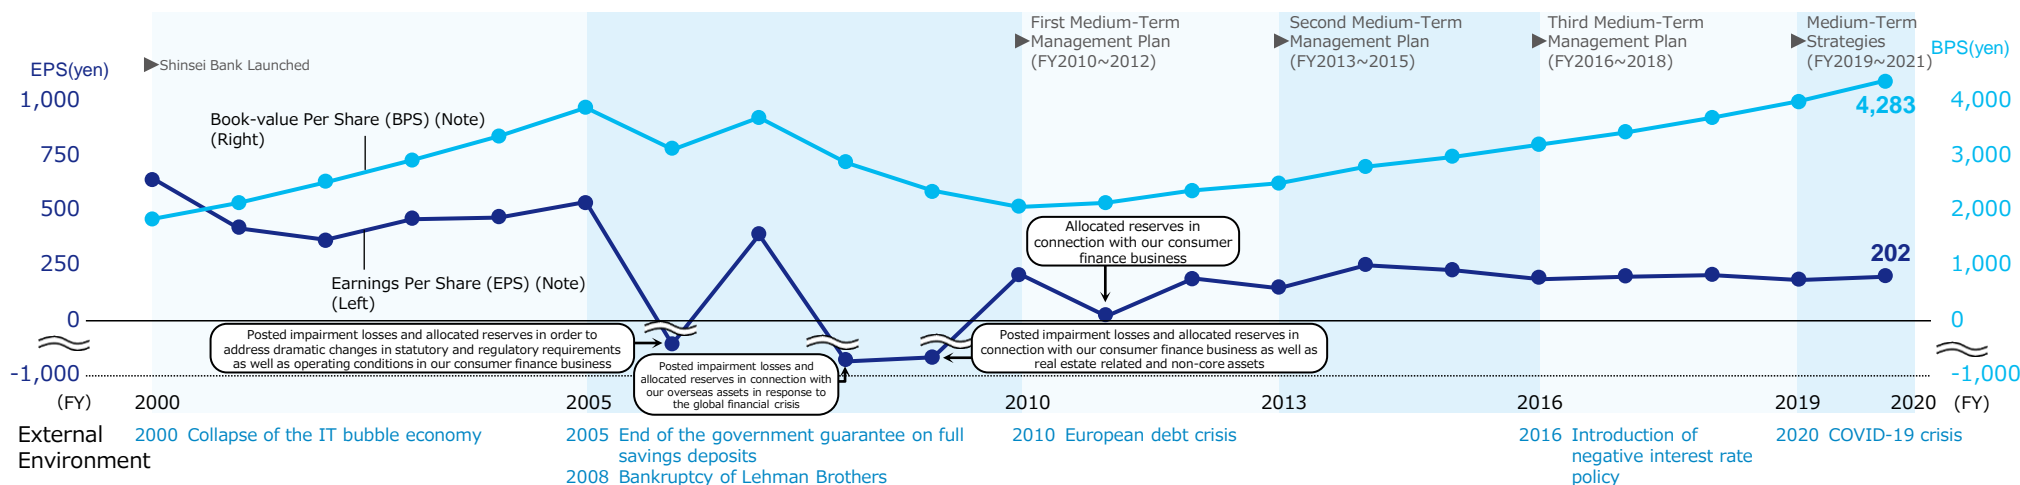 First Medium-Term
Management Plan
(FY2010~2012)
Second Medium-Term
Management Plan
(FY2013~2015)
Third Medium-Term
Management Plan
(FY2016~2018)
Medium-Term
Strategies
(FY2019~2021)
Shinsei Bank Launched
EPS(yen)
BPS(yen)
1,000
750
500
250
0
-1,000
(FY)
4,000
3,000
2,000
1,000
0
-1,000
(FY)
Book-value Per Share (BPS) (Note)
(Right)
Earnings Per Share (EPS) (Note)
(Left)
4,283
202
Allocated reserves in
connection with our consumer
finance business
Posted impairment losses and allocated reserves in order to
address dramatic changes in statutory and regulatory requirements
as well as operating conditions in our consumer finance business
Posted impairment losses and
allocated reserves in connection with
our overseas assets in response to
the global financial crisis
Posted impairment losses and allocated reserves in
connection with our consumer finance business as well as
real estate related and non-core assets
2000
2005
2010
2013
2016
2019
2020
External
Environment
2000 Collapse of the IT bubble economy
2005 End of the government guarantee on full
savings deposits
2008 Bankruptcy of Lehman Brothers
2010 European debt crisis
2016 Introduction of
negative interest rate
policy
2020 COVID-19 crisis